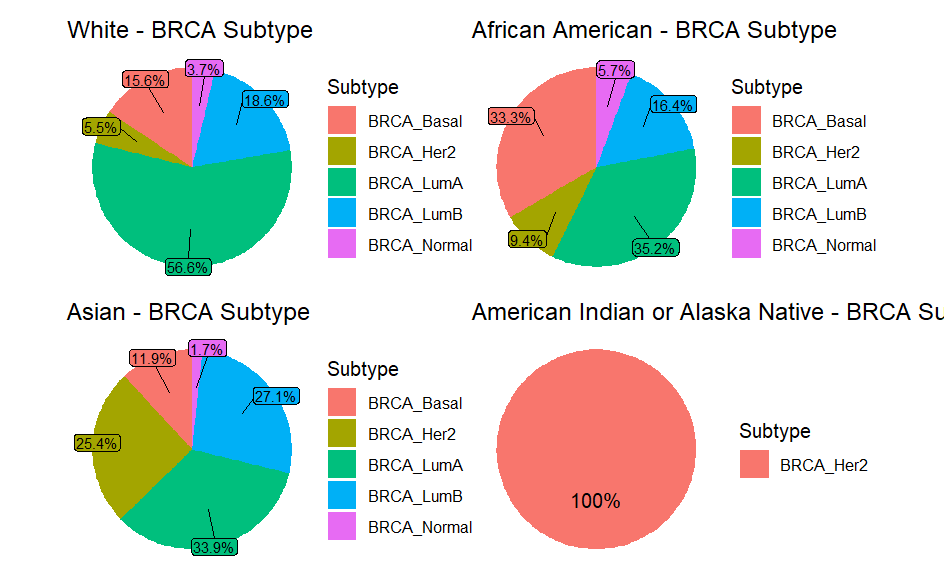 White - BRCA Subtype
3.7%
15.6%
18.6%
5.5%
56.6%
Subtype
BRCA_Basal
BRCA_Her2
BRCA_LumA
BRCA_LumB
BRCA_Normal
African American - BRCA Subtype
5.7%
16.4%
33.3%
9.4%
35.2%
Subtype
BRCA_Basal
BRCA_Her2
BRCA_LumA
BRCA_LumB
BRCA_Normal
Asian - BRCA Subtype
1.7%
11.9%
27.1%
25.4%
33.9%
Subtype
BRCA_Basal
BRCA_Her2
BRCA_LumA
BRCA_LumB
BRCA_Normal
American Indian or Alaska Native - BRCA Su
100%
Subtype
BRCA_Her2